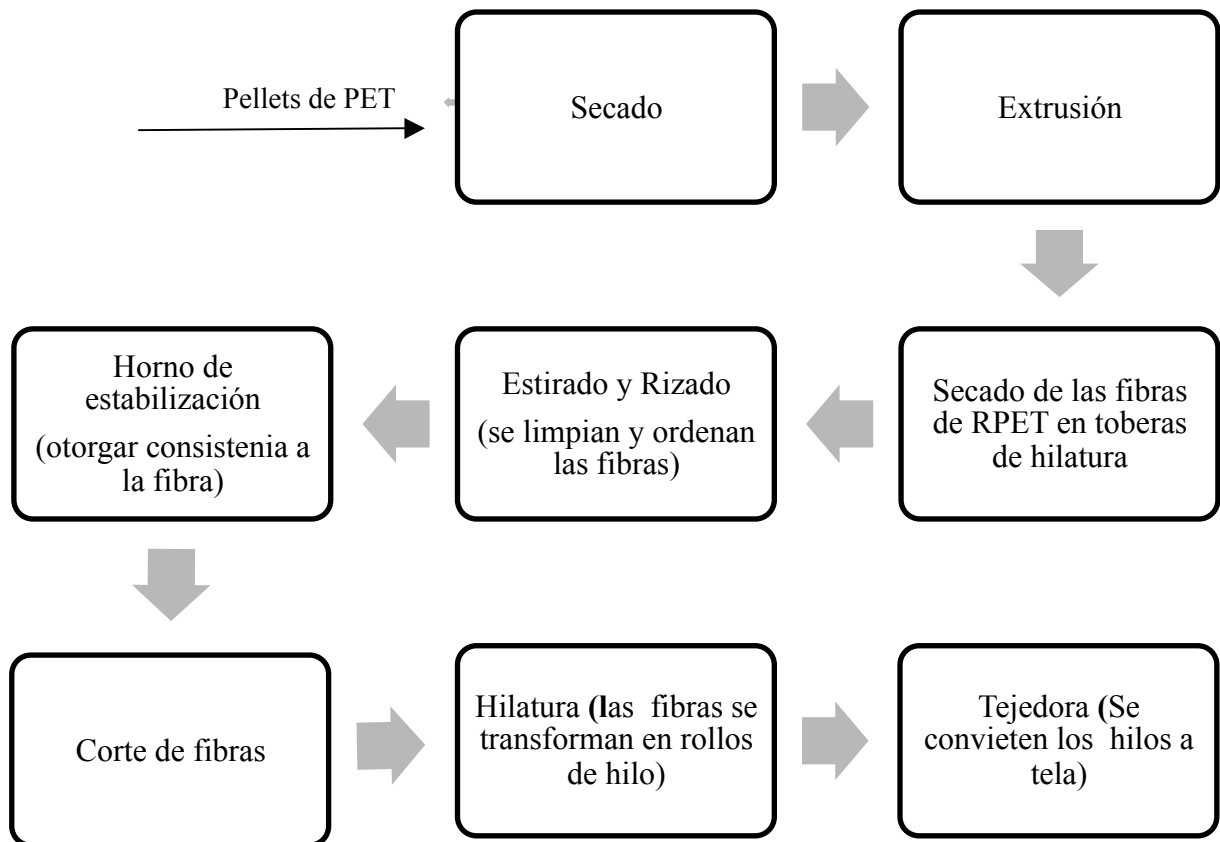 Pellets de PET
Secado
Extrusión
Secado de las fibras
de RPET en toberas
de hilatura
Estirado y Rizado
(se limpian y ordenan
las fibras)
Horno de
estabilización
(otorgar consistenia a
la fibra)
Corte de fibras
Hilatura (las fibras se
transforman en rollos
de hilo)
Tejedora (Se
convieten los hilos a
tela)